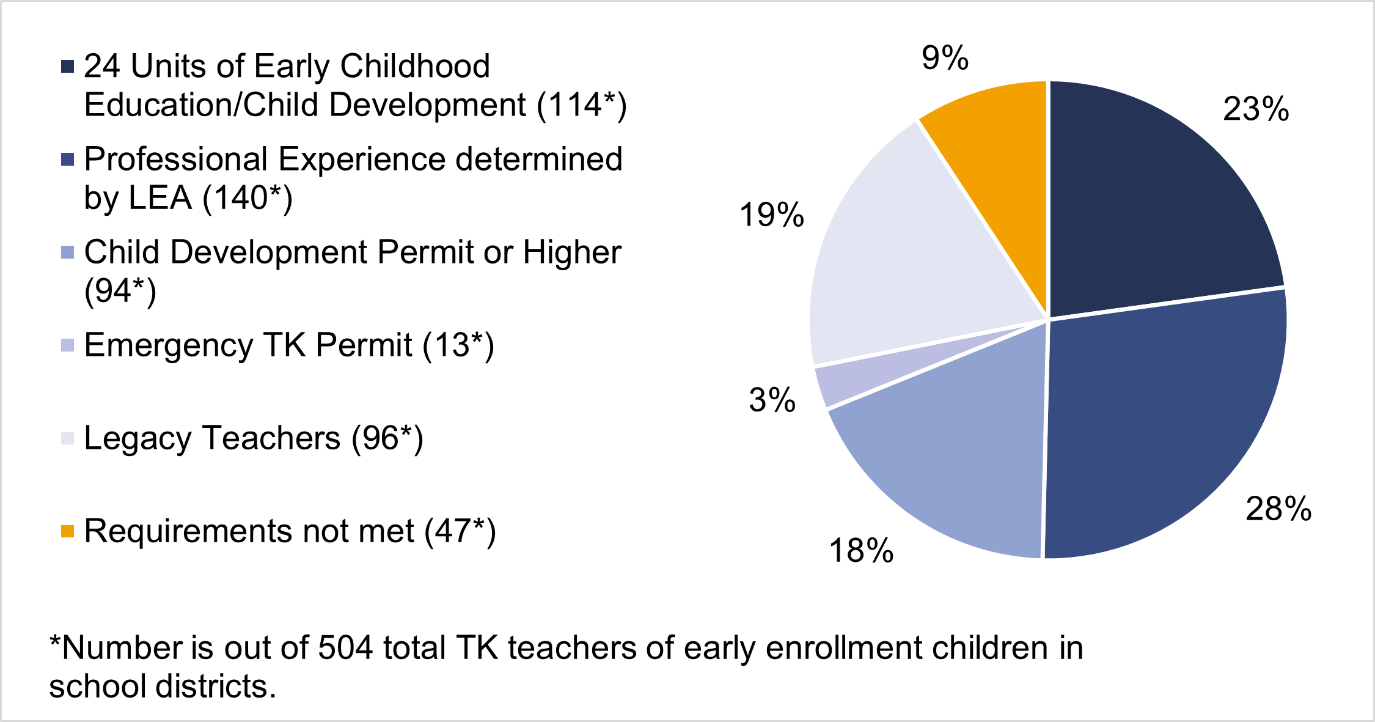 24 Units of Early Childhood
Education/Child Development (114*)
Professional Experience determined
by LEA (140*)
Child Development Permit or Higher
(94*)
Emergency TK Permit (13*)
Legacy Teachers (96*)
Requirements not met (47*)
9%
23%
19%
3%
28%
18%
*Number is out of 504 total TK teachers of early enrollment children in
school districts.